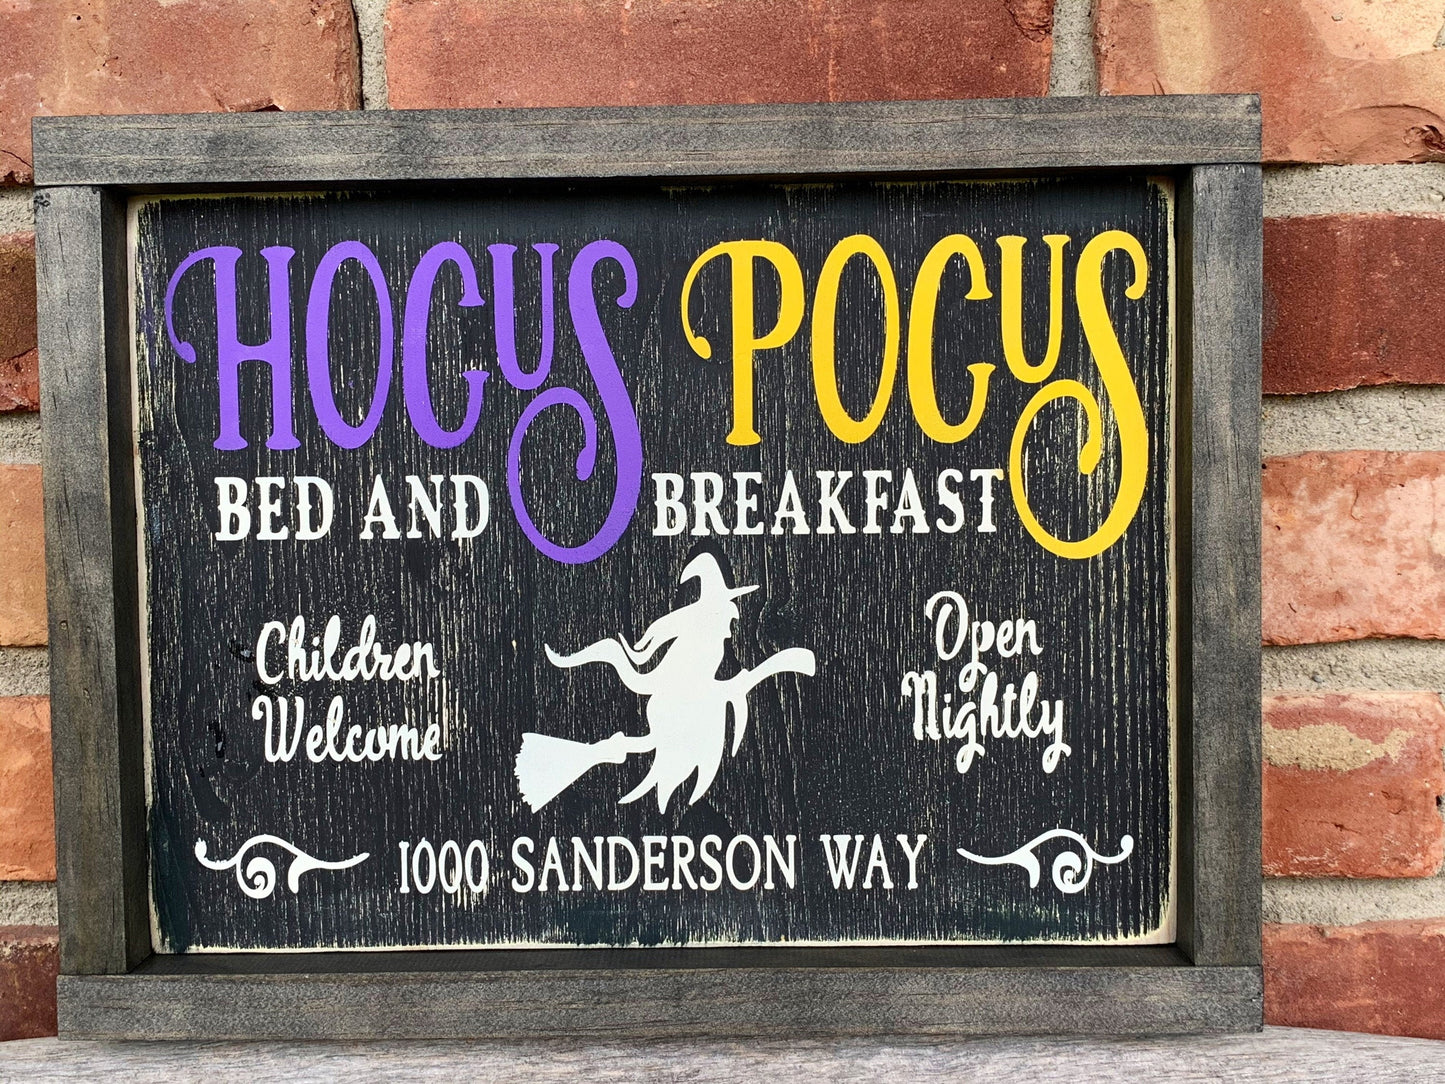 HOCUS POCUS
BED AND BREAKFAST
Children
Welcome
Open
Nightly
1000 SANDERSON WAY